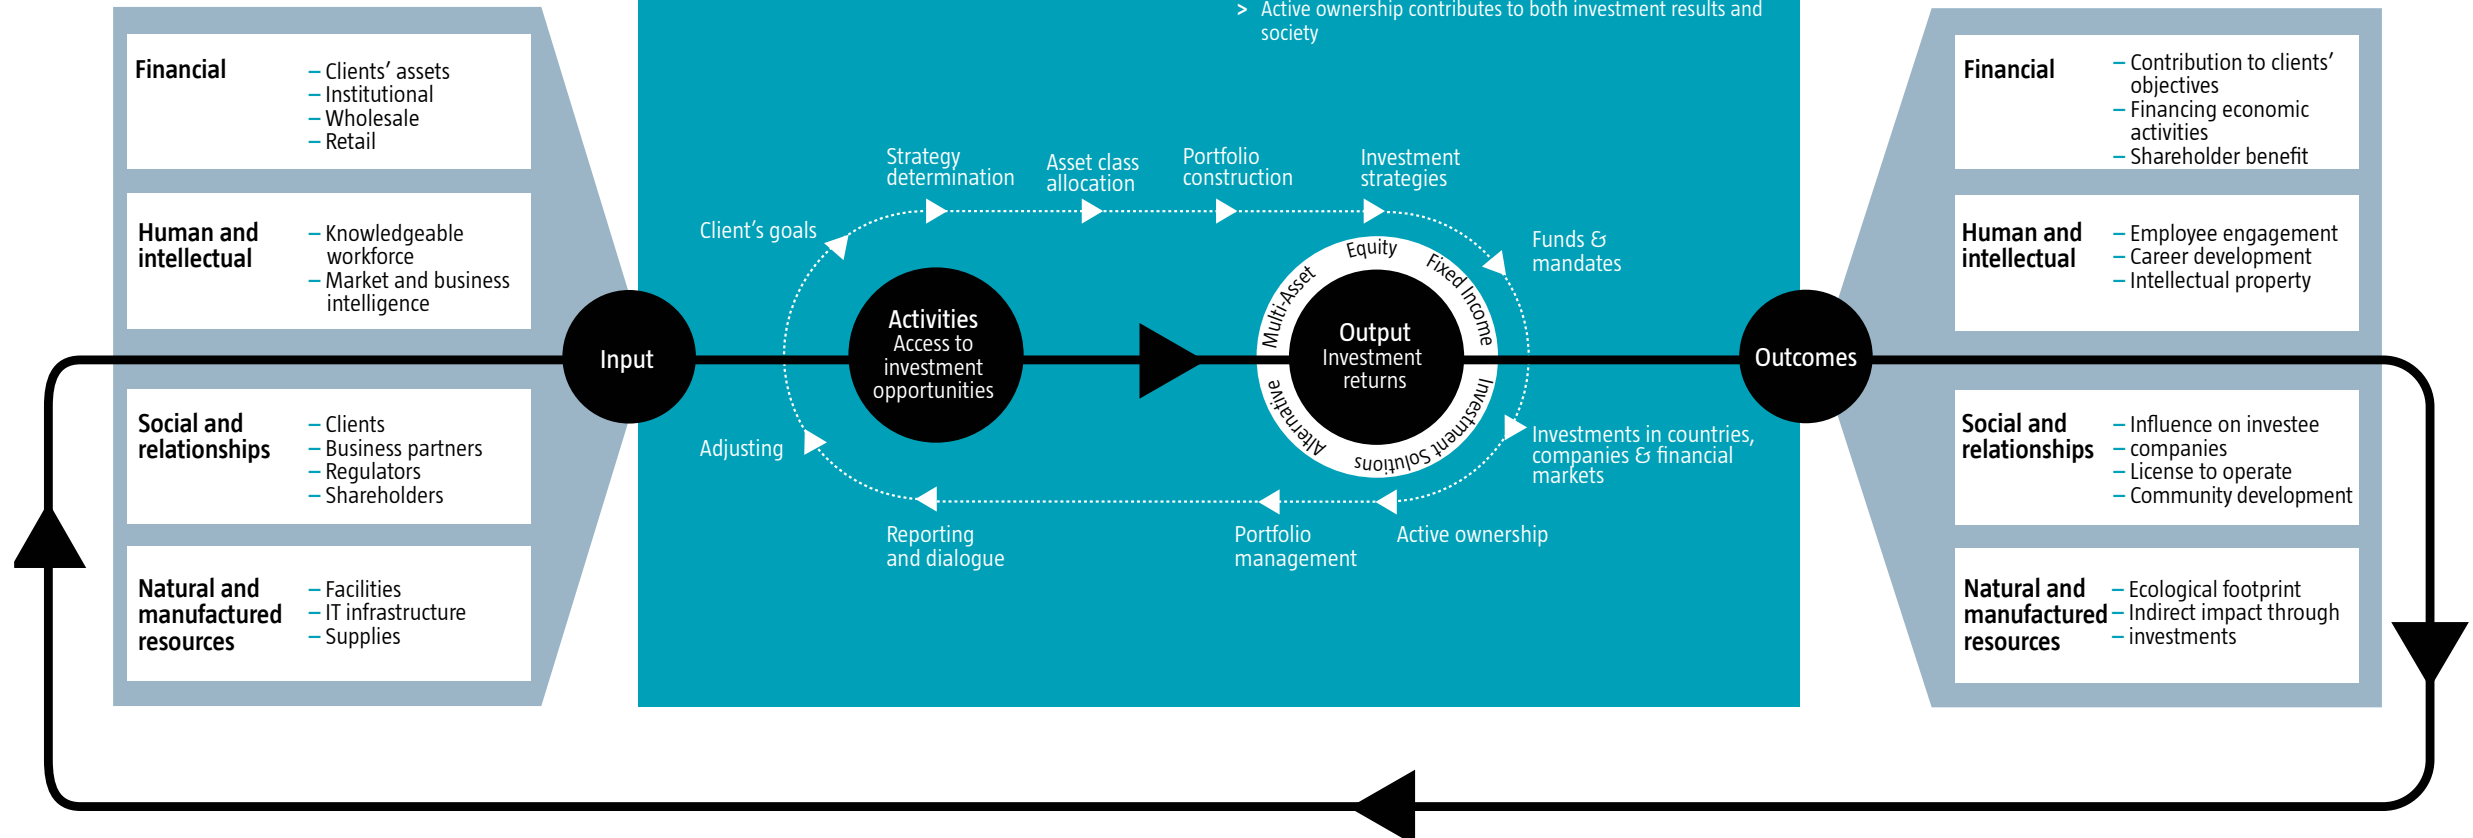 > Active ownership contributes to both investment results and
society
Financial
– Clients’ assets
– Institutional
– Wholesale
– Retail
Human and
intellectual
– Knowledgeable
workforce
– Market and business
intelligence
Social and
relationships
– Clients
– Business partners
– Regulators
– Shareholders
Natural and
manufactured
resources
– Facilities
– IT infrastructure
– Supplies
Input
Client’s goals
Strategy
determination
Asset class
allocation
Portfolio
construction
Investment
strategies
Funds &
mandates
Investments in countries,
companies & financial
markets
Active ownership
Portfolio
management
Reporting
and dialogue
Adjusting
Activities
Access to
investment
opportunities
Multi-Asset
Equity
Fixed Income
Investment Solutions
Alternative
Output
Investment
returns
Outcomes
Financial
– Contribution to clients’
objectives
– Financing economic
activities
– Shareholder benefit
Human and
intellectual
– Employee engagement
– Career development
– Intellectual property
Social and
relationships
– Influence on investee
– companies
– License to operate
– Community development
Natural and
manufactured
resources
– Ecological footprint
– Indirect impact through
– investments